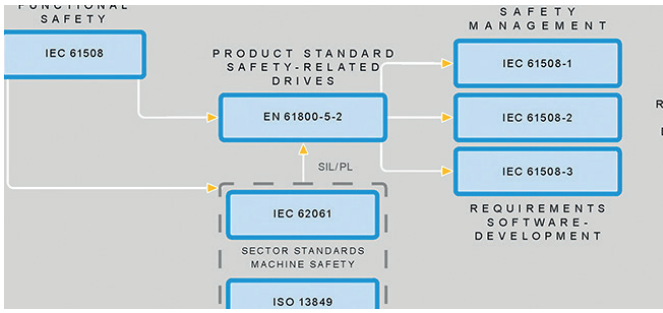 FUNCTIONAL
SAFETY
IEC 61508
PRODUCT STANDARD
SAFETY-RELATED
DRIVES
EN 61800-5-2
SIL/PL
IEC 62061
SECTOR STANDARDS
MACHINE SAFETY
ISO 13849
SAFETY
MANAGEMENT
IEC 61508-1
IEC 61508-2
IEC 61508-3
REQUIREMENTS
SOFTWARE-
DEVELOPMENT